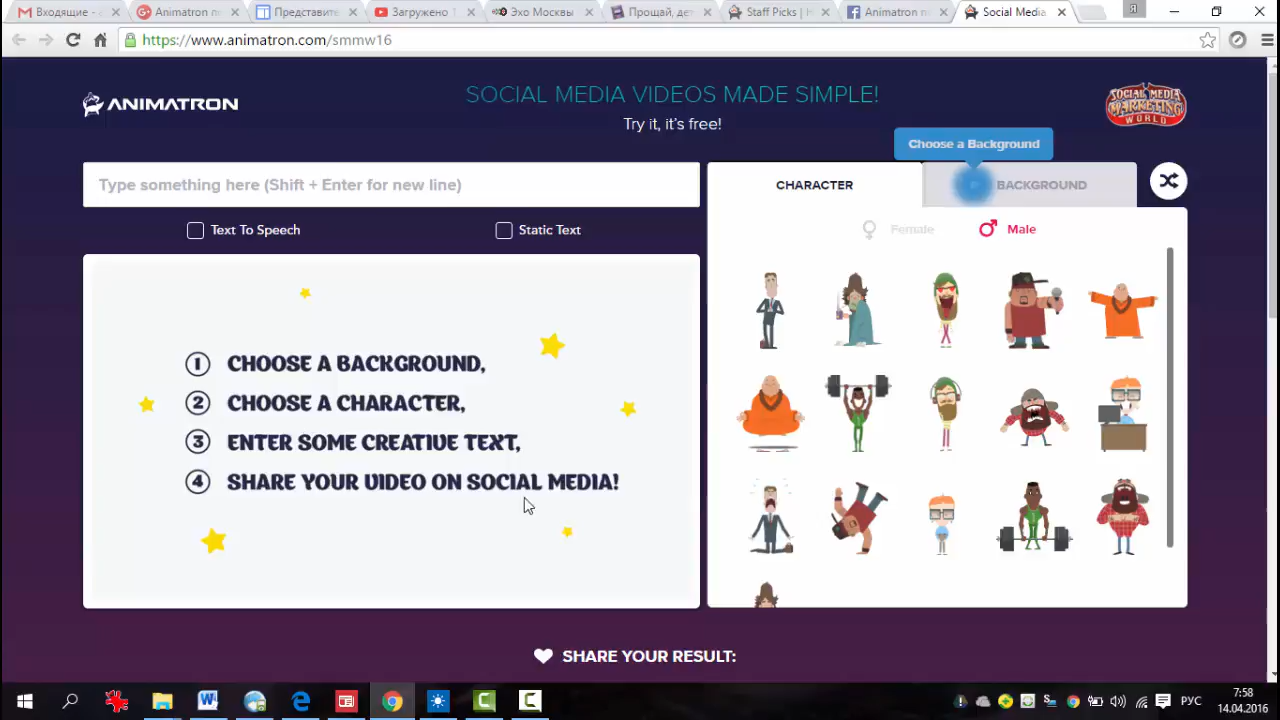 Входящие - a
Animatron по
Представите
Загружено 1
Эхо Москвы
Прощай, дет
Staff Picks | H
Animatron по
Social Media
Я
https://www.animatron.com/smmw16
ANIMATRON
SOCIAL MEDIA VIDEOS MADE SIMPLE!
Try it, it's free!
SOCIAL MEDIA
MARKETING
WORLD
Choose a Background
Type something here (Shift + Enter for new line)
CHARACTER
BACKGROUND
Text To Speech
Static Text
Female
Male
1 CHOOSE A BACKGROUND,
2 CHOOSE A CHARACTER,
3 ENTER SOME CREATIVE TEXT,
4 SHARE YOUR VIDEO ON SOCIAL MEDIA!
SHARE YOUR RESULT:
РУС
7:58
14.04.2016